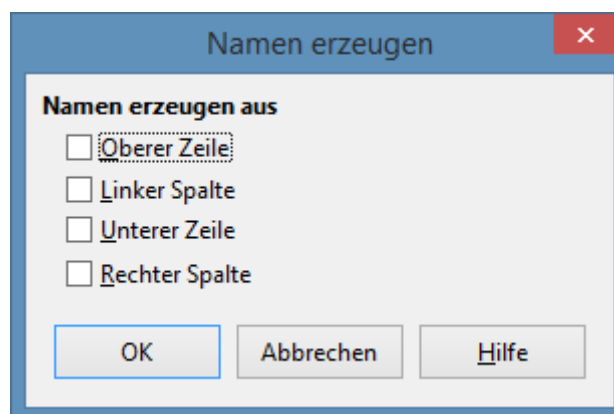 Namen erzeugen
Namen erzeugen aus
Oberer Zeile
Linker Spalte
Unterer Zeile
Rechter Spalte
OK Abbrechen Hilfe